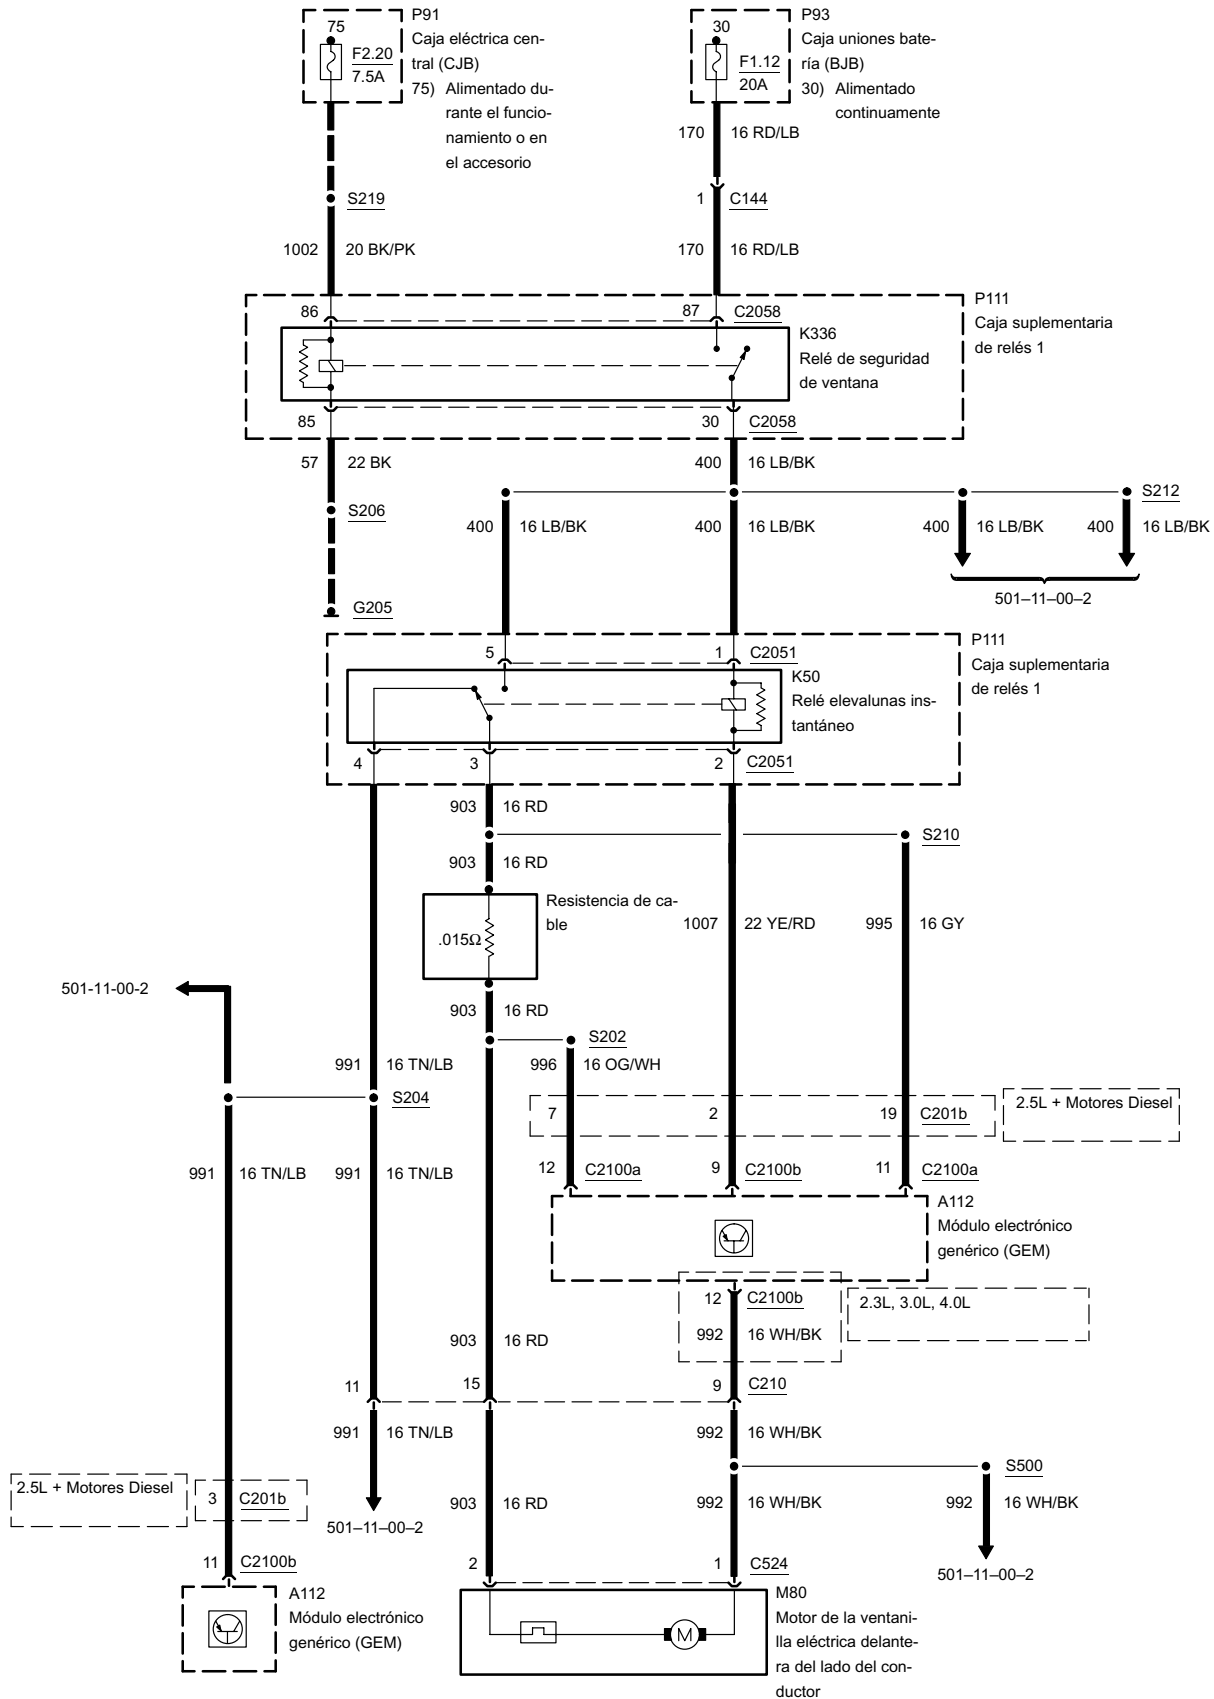 75
F2.20
7.5A
P91
Caja eléctrica cen-
tral (CJB)
75) Alimentado du-
rante el funcio-
namiento o en
el accesorio
30
F1.12
20A
P93
Caja uniones bate-
ría (BJB)
30) Alimentado
continuamente
170 16 RD/LB
S219
1 C144
1002 20 BK/PK
170 16 RD/LB
86
87 C2058
P111
Caja suplementaria
de relés 1
K336
Relé de seguridad
de ventana
85
30 C2058
57 22 BK
400 16 LB/BK
S206
S212
400 16 LB/BK
400 16 LB/BK
400 16 LB/BK
400 16 LB/BK
501–11–00–2
G205
5
1 C2051
P111
Caja suplementaria
de relés 1
K50
Relé elevalunas ins-
tantáneo
4
3
2 C2051
903 16 RD
S210
903 16 RD
Resistencia de ca-
ble
.015Ω
1007 22 YE/RD
995 16 GY
501-11-00-2
903 16 RD
S202
991 16 TN/LB
996 16 OG/WH
S204
7
2
19 C201b
2.5L + Motores Diesel
991 16 TN/LB
991 16 TN/LB
12 C2100a
9 C2100b
11 C2100a
A112
Módulo electrónico
genérico (GEM)
12 C2100b
992 16 WH/BK
2.3L, 3.0L, 4.0L
903 16 RD
11
15
9 C210
991 16 TN/LB
992 16 WH/BK
S500
2.5L + Motores Diesel
3 C201b
903 16 RD
992 16 WH/BK
992 16 WH/BK
501–11–00–2
11 C2100b
2
1 C524
501–11–00–2
A112
Módulo electrónico
genérico (GEM)
M
M80
Motor de la ventani-
lla eléctrica delante-
ra del lado del con-
ductor